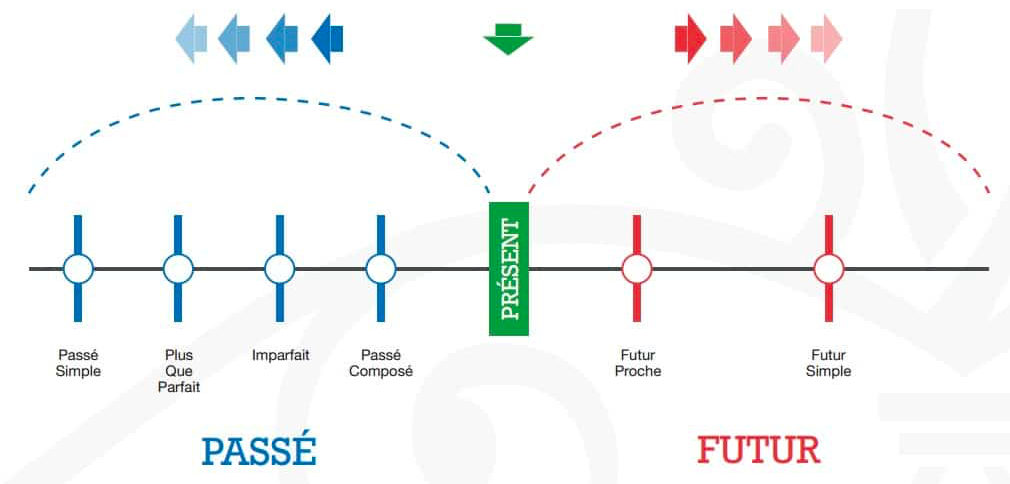 PRÉSENT
Passé
Simple
Plus
Que
Parfait
Imparfait
Passé
Composé
Futur
Proche
Futur
Simple
PASSÉ
FUTUR